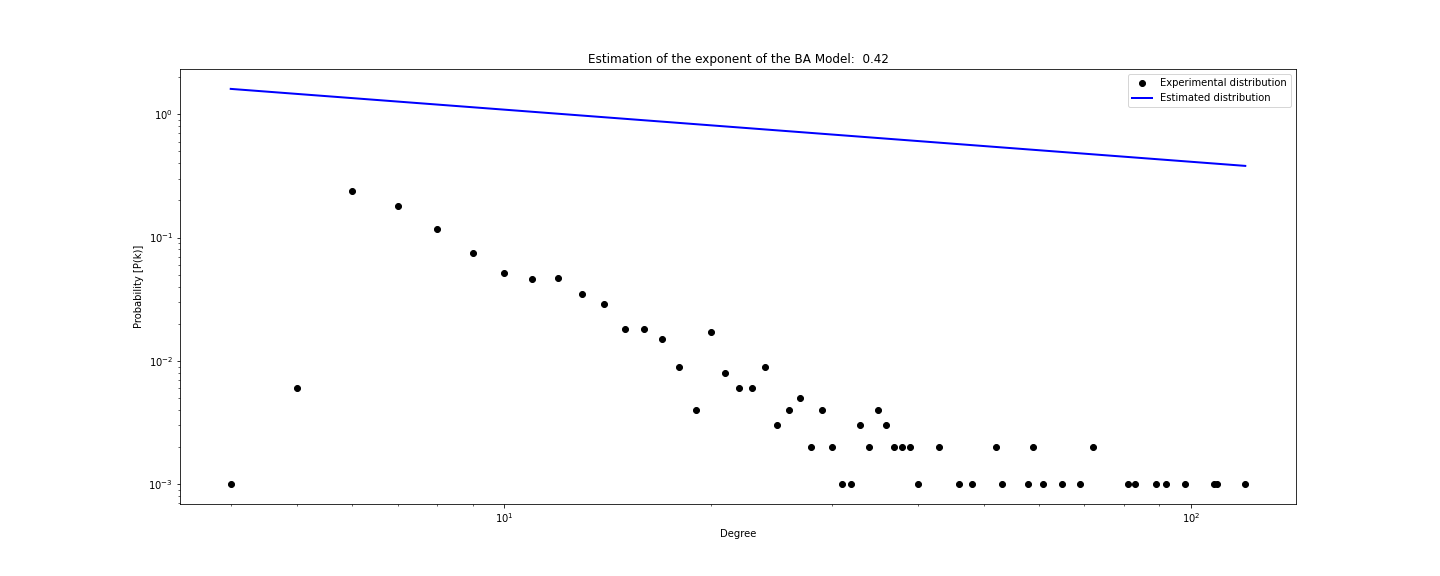 Estimation of the exponent of the BA Model:  0.42
Experimental distribution
Estimated distribution
Probability [P(k)]
10⁰
10⁻¹
10⁻²
10⁻³
10¹
10²
Degree